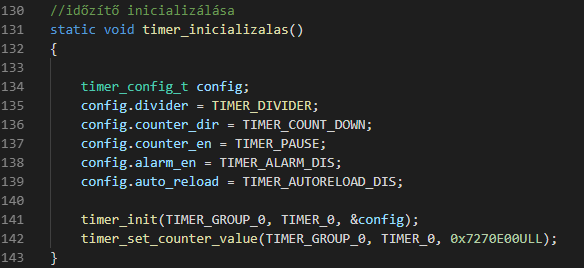 130 //időzítő inicializálása
131 static void timer_inicializalas()
132 {
133
134 timer_config_t config;
135 config.divider = TIMER_DIVIDER;
136 config.counter_dir = TIMER_COUNT_DOWN;
137 config.counter_en = TIMER_PAUSE;
138 config.alarm_en = TIMER_ALARM_DIS;
139 config.auto_reload = TIMER_AUTORELOAD_DIS;
140
141 timer_init(TIMER_GROUP_0, TIMER_0, &config);
142 timer_set_counter_value(TIMER_GROUP_0, TIMER_0, 0x7270E00ULL);
143 }